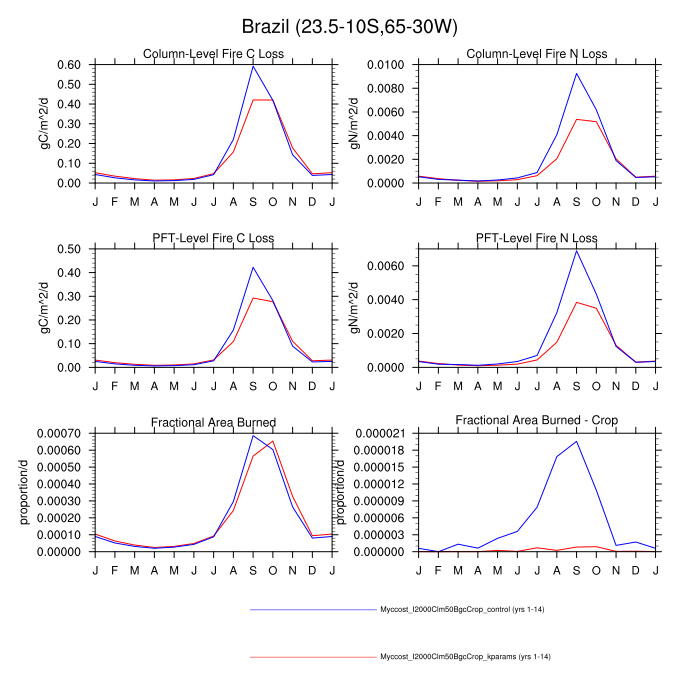 Brazil (23.5-10S,65-30W)
Column-Level Fire C Loss
gC/m^2/d
0.60
0.50
0.40
0.30
0.20
0.10
0.00
J F M A M J J A S O N D J
Column-Level Fire N Loss
gN/m^2/d
0.0100
0.0080
0.0060
0.0040
0.0020
0.0000
J F M A M J J A S O N D J
PFT-Level Fire C Loss
gC/m^2/d
0.50
0.40
0.30
0.20
0.10
0.00
J F M A M J J A S O N D J
PFT-Level Fire N Loss
gN/m^2/d
0.0060
0.0040
0.0020
0.0000
J F M A M J J A S O N D J
Fractional Area Burned
proportion/d
0.00070
0.00060
0.00050
0.00040
0.00030
0.00020
0.00010
0.00000
J F M A M J J A S O N D J
Fractional Area Burned - Crop
proportion/d
0.000021
0.000018
0.000015
0.000012
0.000009
0.000006
0.000003
0.000000
J F M A M J J A S O N D J
Myccost_I2000Clm50BgcCrop_control (yrs 1-14)
Myccost_I2000Clm50BgcCrop_kparams (yrs 1-14)